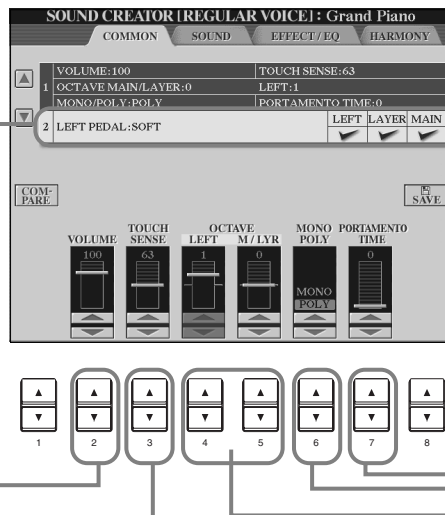 SOUND CREATOR [REGULAR VOICE] : Grand Piano
COMMON SOUND EFFECT / EQ HARMONY
1
VOLUME:100 TOUCH SENSE:63
OCTAVE MAIN/LAYER:0 LEFT:1
MONO/POLY:POLY PORTAMENTO TIME:0
2 LEFT PEDAL:SOFT LEFT LAYER MAIN
COM-
PARE
SAVE
VOLUME TOUCH SENSE OCTAVE LEFT M / LYR MONO POLY PORTAMENTO TIME
100 63 1 0 0
MONO
POLY
1 2 3 4 5 6 7 8